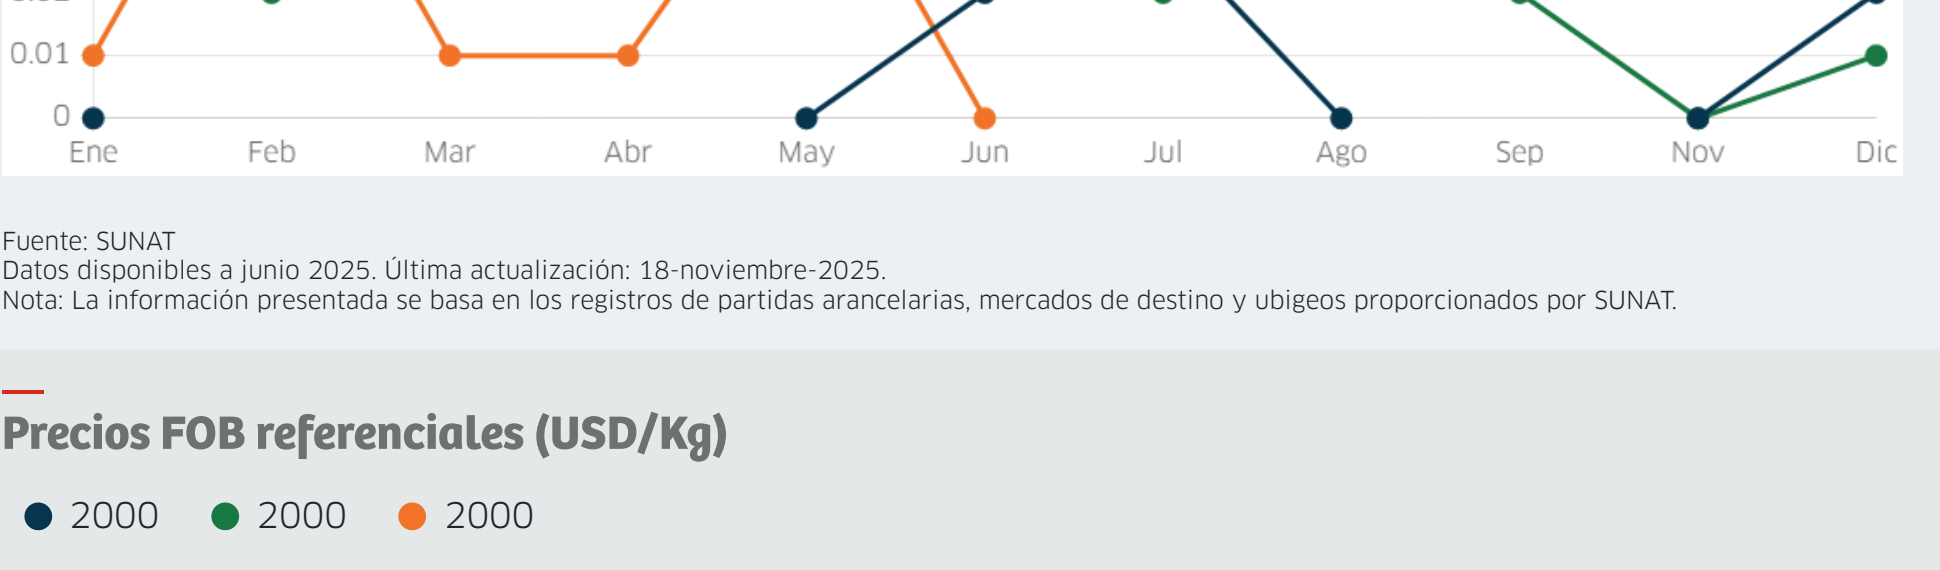 0.01
0
Ene Feb Mar Abr May Jun Jul Ago Sep Nov Dic
Fuente: SUNAT
Datos disponibles a junio 2025. Última actualización: 18-noviembre-2025.
Nota: La información presentada se basa en los registros de partidas arancelarias, mercados de destino y ubigeos proporcionados por SUNAT.
Precios FOB referenciales (USD/Kg)
2000 2000 2000